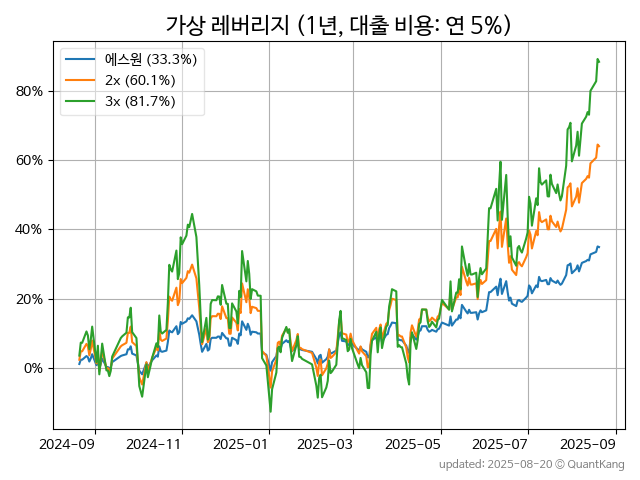 가상 레버리지 (1년, 대출 비용: 연 5%)
에스원 (33.3%)
2x (60.1%)
3x (81.7%)
80%
60%
40%
20%
0%
2024-09 2024-11 2025-01 2025-03 2025-05 2025-07 2025-09
updated: 2025-08-20 © QuantKang